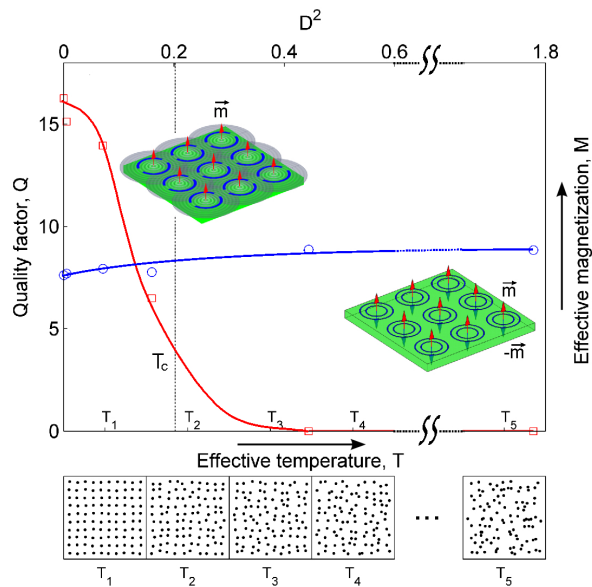 D²
0 0.2 0.4 0.6 1.8
15
10
5
0
Quality factor, Q
Effective magnetization, M
m
m
-m
T_c
T₁ T₂ T₃ T₄ T₅
Effective temperature, T
...
T₁ T₂ T₃ T₄ T₅